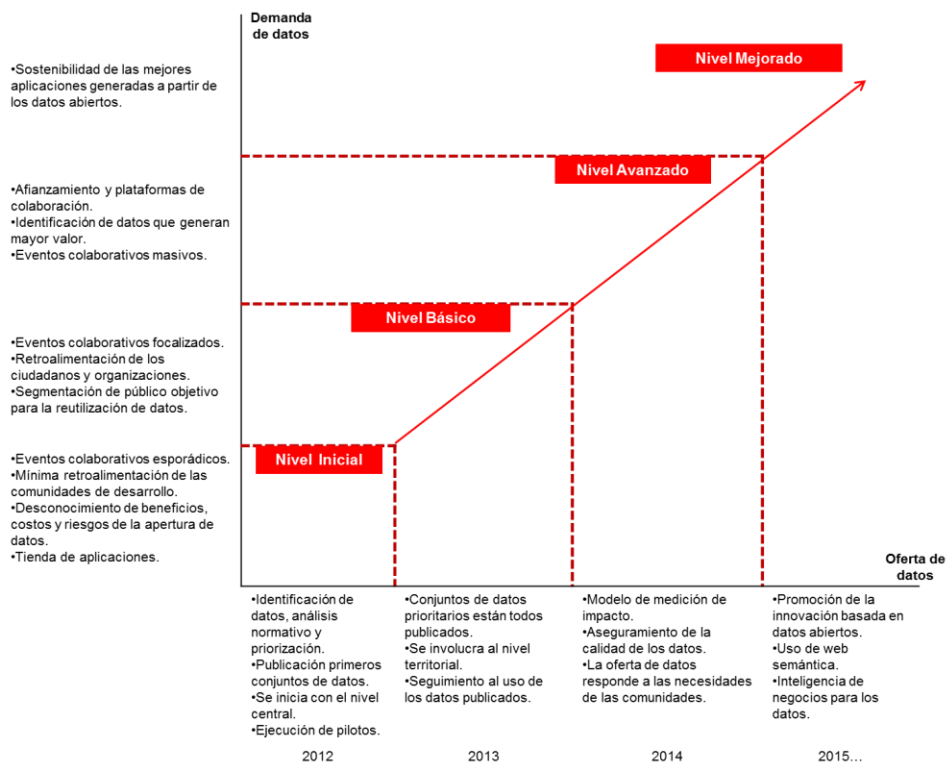 Demanda
de datos
Nivel Mejorado
•Sostenibilidad de las mejores
aplicaciones generadas a partir de
los datos abiertos.
Nivel Avanzado
•Afianzamiento y plataformas de
colaboración.
•Identificación de datos que generan
mayor valor.
•Eventos colaborativos masivos.
Nivel Básico
•Eventos colaborativos focalizados.
•Retroalimentación de los
ciudadanos y organizaciones.
•Segmentación de público objetivo
para la reutilización de datos.
Nivel Inicial
•Eventos colaborativos esporádicos.
•Mínima retroalimentación de las
comunidades de desarrollo.
•Desconocimiento de beneficios,
costos y riesgos de la apertura de
datos.
•Tienda de aplicaciones.
Oferta de
datos
•Identificación de
datos, análisis
normativo y
priorización.
•Publicación primeros
conjuntos de datos.
•Se inicia con el nivel
central.
•Ejecución de pilotos.
•Conjuntos de datos
prioritarios están todos
publicados.
•Se involucra al nivel
territorial.
•Seguimiento al uso de
los datos publicados.
•Modelo de medición de
impacto.
•Aseguramiento de la
calidad de los datos.
•La oferta de datos
responde a las necesidades
de las comunidades.
•Promoción de la
innovación basada en
datos abiertos.
•Uso de web
semántica.
•Inteligencia de
negocios para los
datos.
2012
2013
2014
2015…